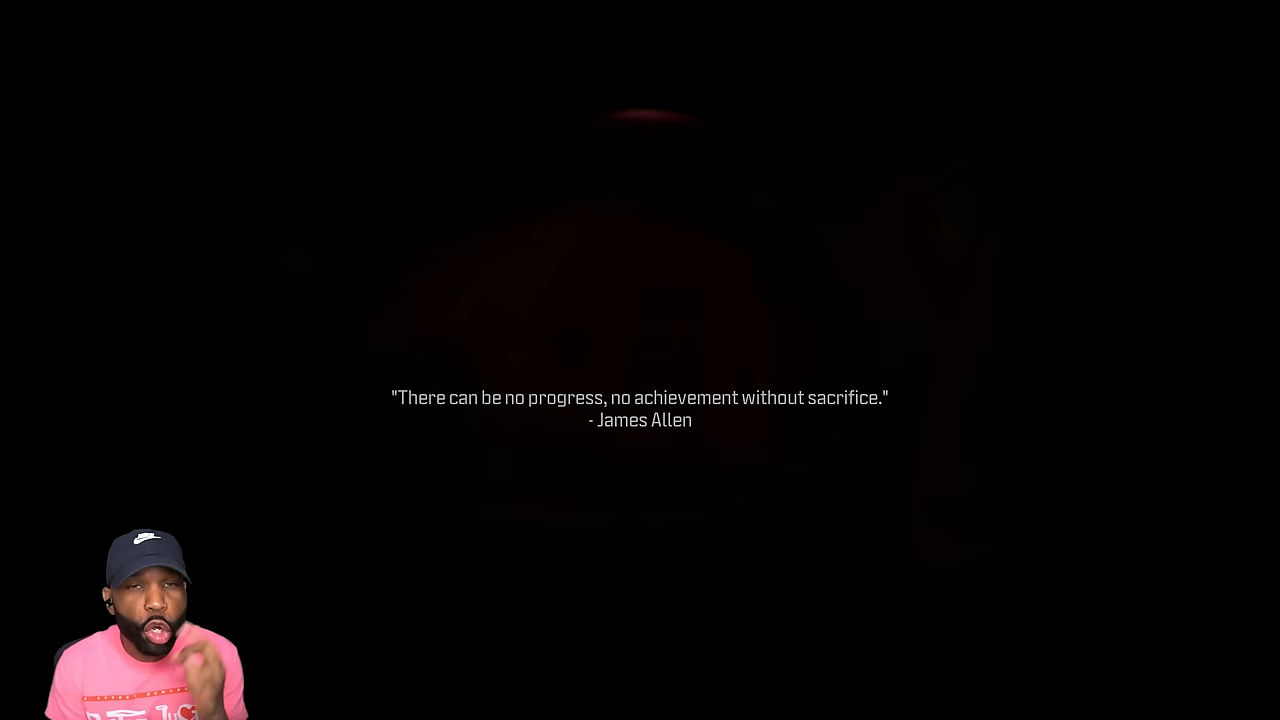 "There can be no progress, no achievement without sacrifice."
- James Allen